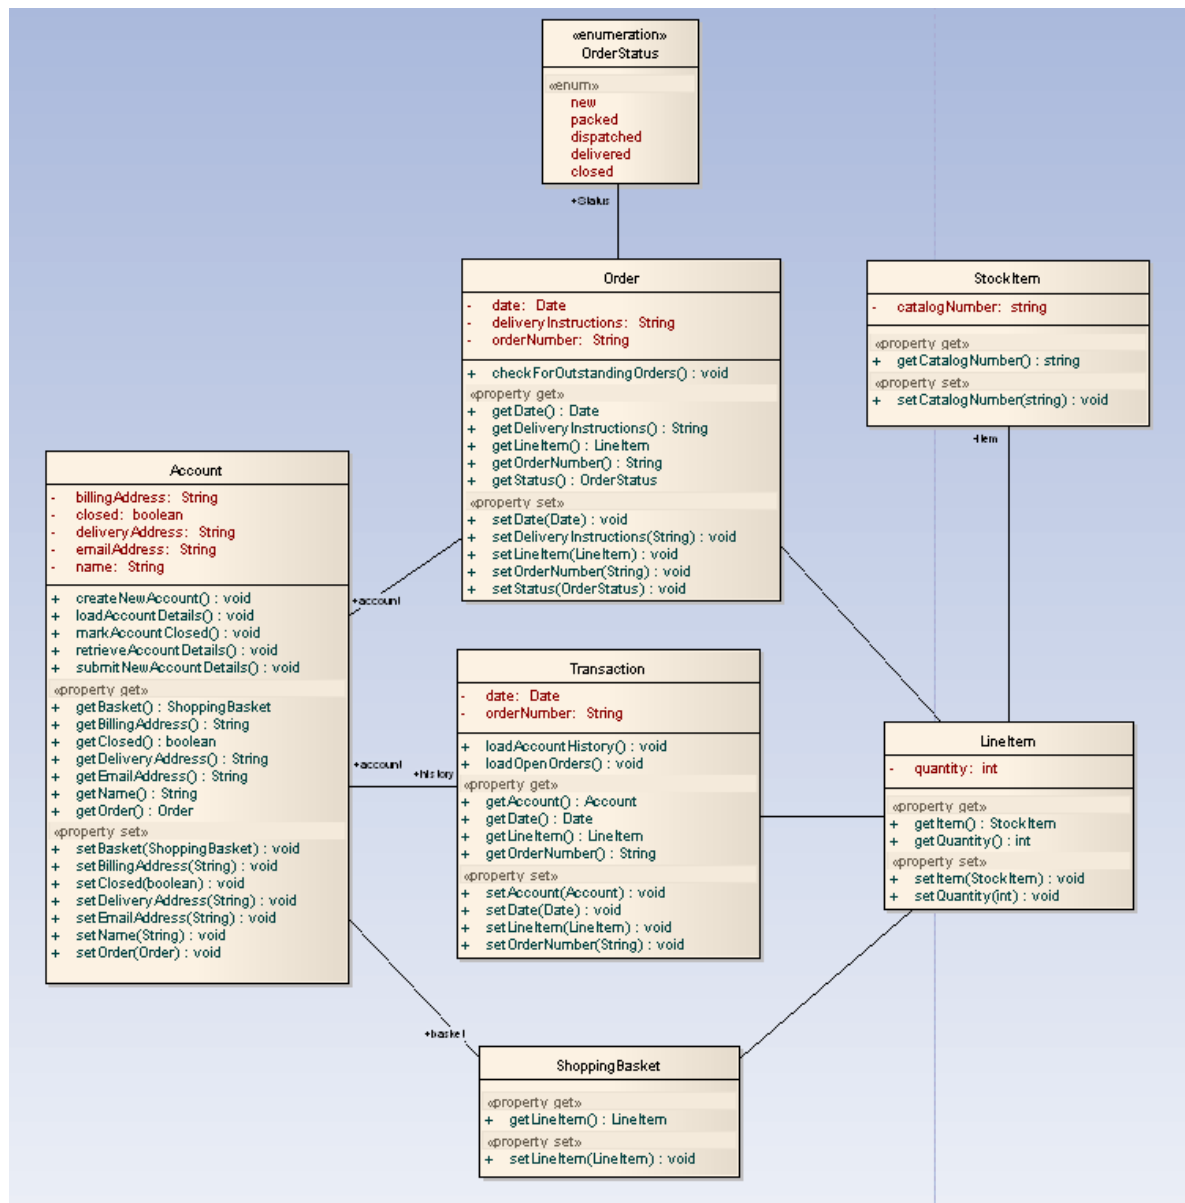 «enumeration»
OrderStatus
«enum»
new
packed
dispatched
delivered
closed
+Status
Order
- date: Date
- deliveryInstructions: String
- orderNumber: String
+ checkForOutstandingOrders() : void
«property get»
+ getDate() : Date
+ getDeliveryInstructions() : String
+ getLineItem() : LineItem
+ getOrderNumber() : String
+ getStatus() : OrderStatus
«property set»
+ setDate(Date) : void
+ setDeliveryInstructions(String) : void
+ setLineItem(LineItem) : void
+ setOrderNumber(String) : void
+ setStatus(OrderStatus) : void
StockItem
- catalogNumber: string
«property get»
+ getCatalogNumber() : string
«property set»
+ setCatalogNumber(string) : void
-Item
Account
- billingAddress: String
- closed: boolean
- deliveryAddress: String
- emailAddress: String
- name: String
+ createNewAccount() : void
+ loadAccountDetails() : void
+ markAccountClosed() : void
+ retrieveAccountDetails() : void
+ submitNewAccountDetails() : void
«property get»
+ getBasket() : ShoppingBasket
+ getBillingAddress() : String
+ getClosed() : boolean
+ getDeliveryAddress() : String
+ getEmailAddress() : String
+ getName() : String
+ getOrder() : Order
«property set»
+ setBasket(ShoppingBasket) : void
+ setBillingAddress(String) : void
+ setClosed(boolean) : void
+ setDeliveryAddress(String) : void
+ setEmailAddress(String) : void
+ setName(String) : void
+ setOrder(Order) : void
+account
+account
+history
Transaction
- date: Date
- orderNumber: String
+ loadAccountHistory() : void
+ loadOpenOrders() : void
«property get»
+ getAccount() : Account
+ getDate() : Date
+ getLineItem() : LineItem
+ getOrderNumber() : String
«property set»
+ setAccount(Account) : void
+ setDate(Date) : void
+ setLineItem(LineItem) : void
+ setOrderNumber(String) : void
LineItem
- quantity: int
«property get»
+ getItem() : StockItem
+ getQuantity() : int
«property set»
+ setItem(StockItem) : void
+ setQuantity(int) : void
+basket
ShoppingBasket
«property get»
+ getLineItem() : LineItem
«property set»
+ setLineItem(LineItem) : void